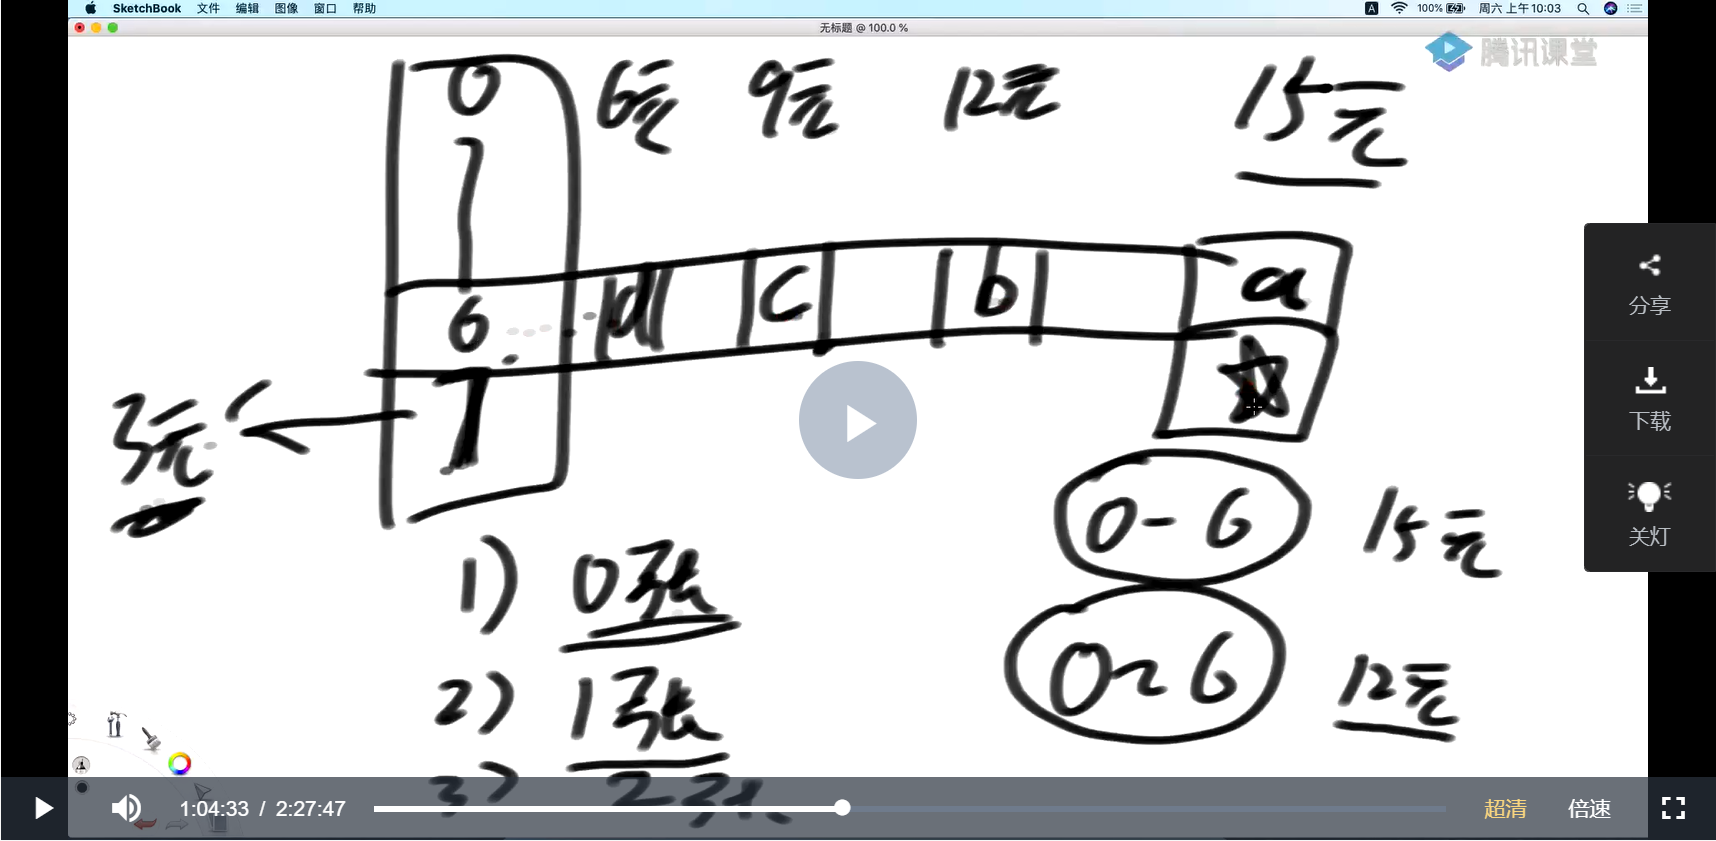 SketchBook 文件 编辑 图像 窗口 帮助 A 100% 周六 上午10:03
无标题 @ 100.0 %
腾讯课堂
0 6元 9元 12元 15元
6 d c b a
分享
3元
7
下载
0-6 15元
关灯
1) 0张
0~6 12元
2) 1张
3) 2张
1:04:33 / 2:27:47 超清 倍速